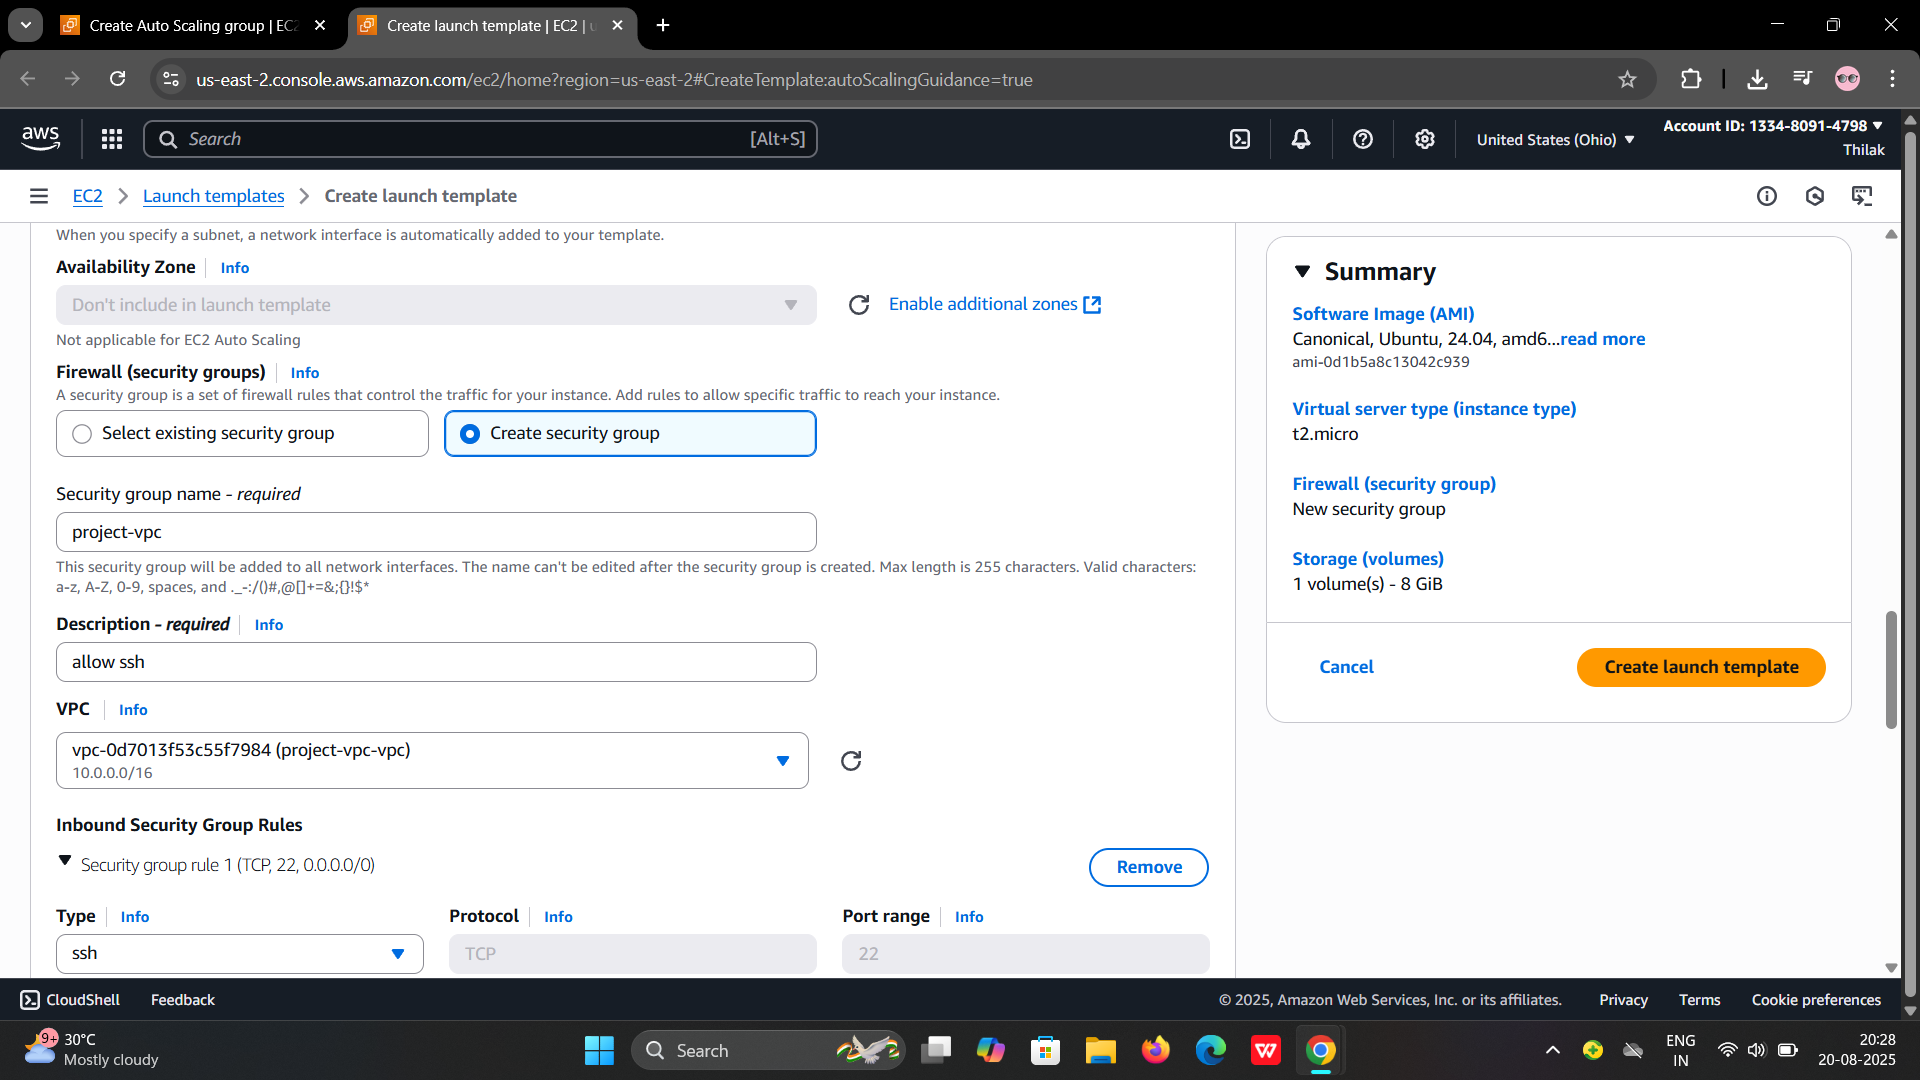 Create Auto Scaling group | EC2
Create launch template | EC2 | u
us-east-2.console.aws.amazon.com/ec2/home?region=us-east-2#CreateTemplate:autoScalingGuidance=true
aws
Search
[Alt+S]
United States (Ohio)
Account ID: 1334-8091-4798
Thilak
EC2
Launch templates
Create launch template
When you specify a subnet, a network interface is automatically added to your template.
Availability Zone
Info
Don't include in launch template
Enable additional zones
Not applicable for EC2 Auto Scaling
Firewall (security groups)
Info
A security group is a set of firewall rules that control the traffic for your instance. Add rules to allow specific traffic to reach your instance.
Select existing security group
Create security group
Security group name - required
project-vpc
This security group will be added to all network interfaces. The name can't be edited after the security group is created. Max length is 255 characters. Valid characters:
a-z, A-Z, 0-9, spaces, and ._-:/()#,@[]+=&;{}!$*
Description - required
Info
allow ssh
VPC
Info
vpc-0d7013f53c55f7984 (project-vpc-vpc)
10.0.0.0/16
Inbound Security Group Rules
Security group rule 1 (TCP, 22, 0.0.0.0/0)
Remove
Type
Info
Protocol
Info
Port range
Info
ssh
TCP
22
Summary
Software Image (AMI)
Canonical, Ubuntu, 24.04, amd6...read more
ami-0d1b5a8c13042c939
Virtual server type (instance type)
t2.micro
Firewall (security group)
New security group
Storage (volumes)
1 volume(s) - 8 GiB
Cancel
Create launch template
CloudShell
Feedback
© 2025, Amazon Web Services, Inc. or its affiliates.
Privacy
Terms
Cookie preferences
9+
30°C
Mostly cloudy
Search
W
ENG
IN
20:28
20-08-2025